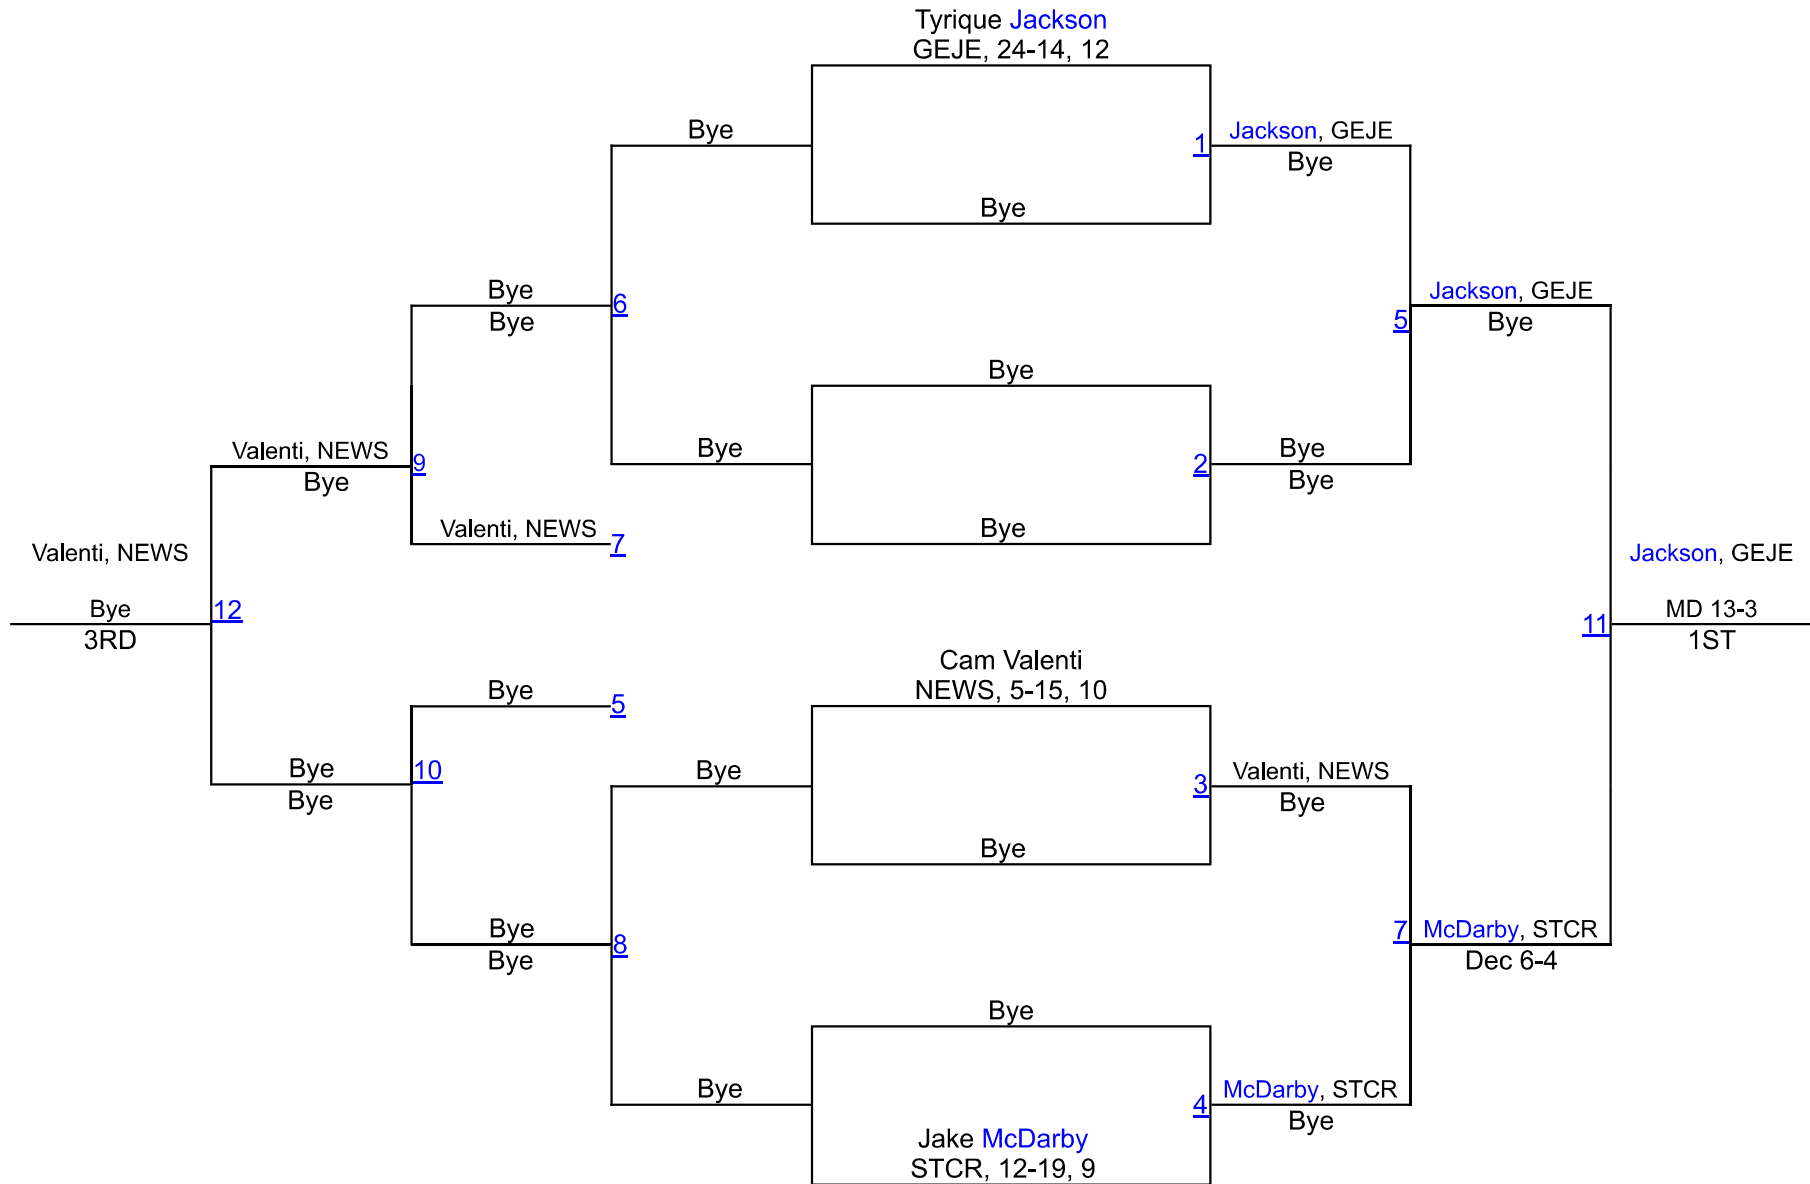 Tyrique Jackson
GEJE, 24-14, 12
Bye
1
Jackson, GEJE
Bye
Bye
Bye
Bye
6
Jackson, GEJE
5
Bye
Bye
Valenti, NEWS
9
Bye
Bye
2
Bye
Bye
Valenti, NEWS
7
Bye
Valenti, NEWS
Jackson, GEJE
Bye
12
3RD
MD 13-3
11
1ST
Cam Valenti
NEWS, 5-15, 10
Bye
5
Bye
10
Bye
Bye
3
Valenti, NEWS
Bye
Bye
Bye
8
Bye
7
McDarby, STCR
Dec 6-4
Bye
Bye
4
McDarby, STCR
Bye
Jake McDarby
STCR, 12-19, 9